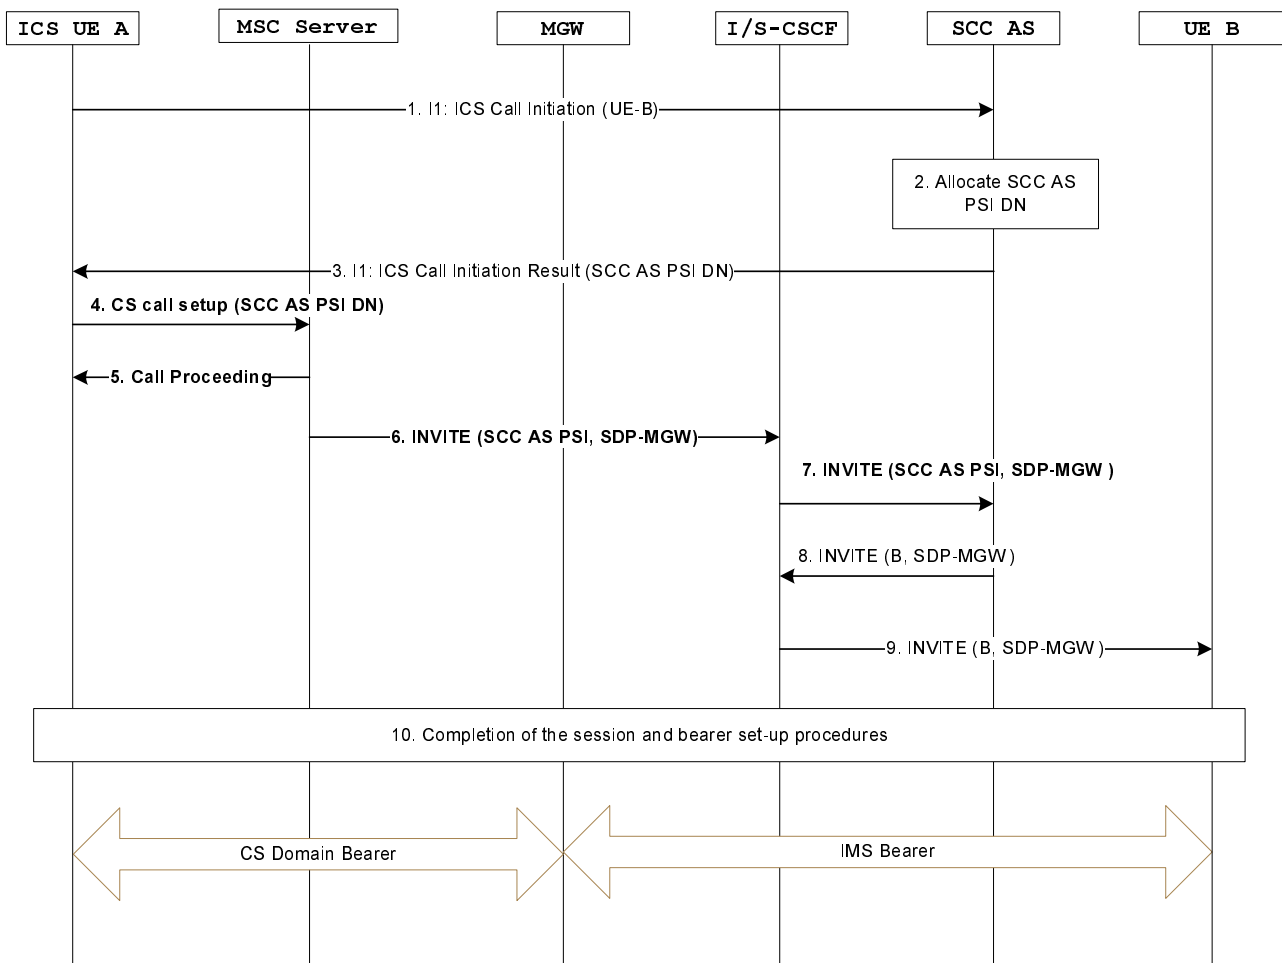 ICS UE A
MSC Server
MGW
I/S-CSCF
SCC AS
UE B
1. I1: ICS Call Initiation (UE-B)
2. Allocate SCC AS
PSI DN
3. I1: ICS Call Initiation Result (SCC AS PSI DN)
4. CS call setup (SCC AS PSI DN)
5. Call Proceeding
6. INVITE (SCC AS PSI, SDP-MGW)
7. INVITE (SCC AS PSI, SDP-MGW )
8. INVITE (B, SDP-MGW )
9. INVITE (B, SDP-MGW )
10. Completion of the session and bearer set-up procedures
CS Domain Bearer
IMS Bearer